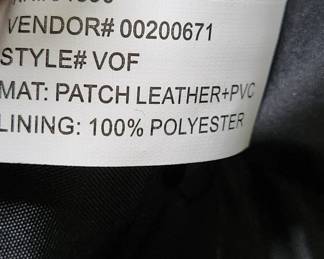 VENDOR# 00200671
STYLE# VOF
MAT: PATCH LEATHER+PVC
LINING: 100% POLYESTER